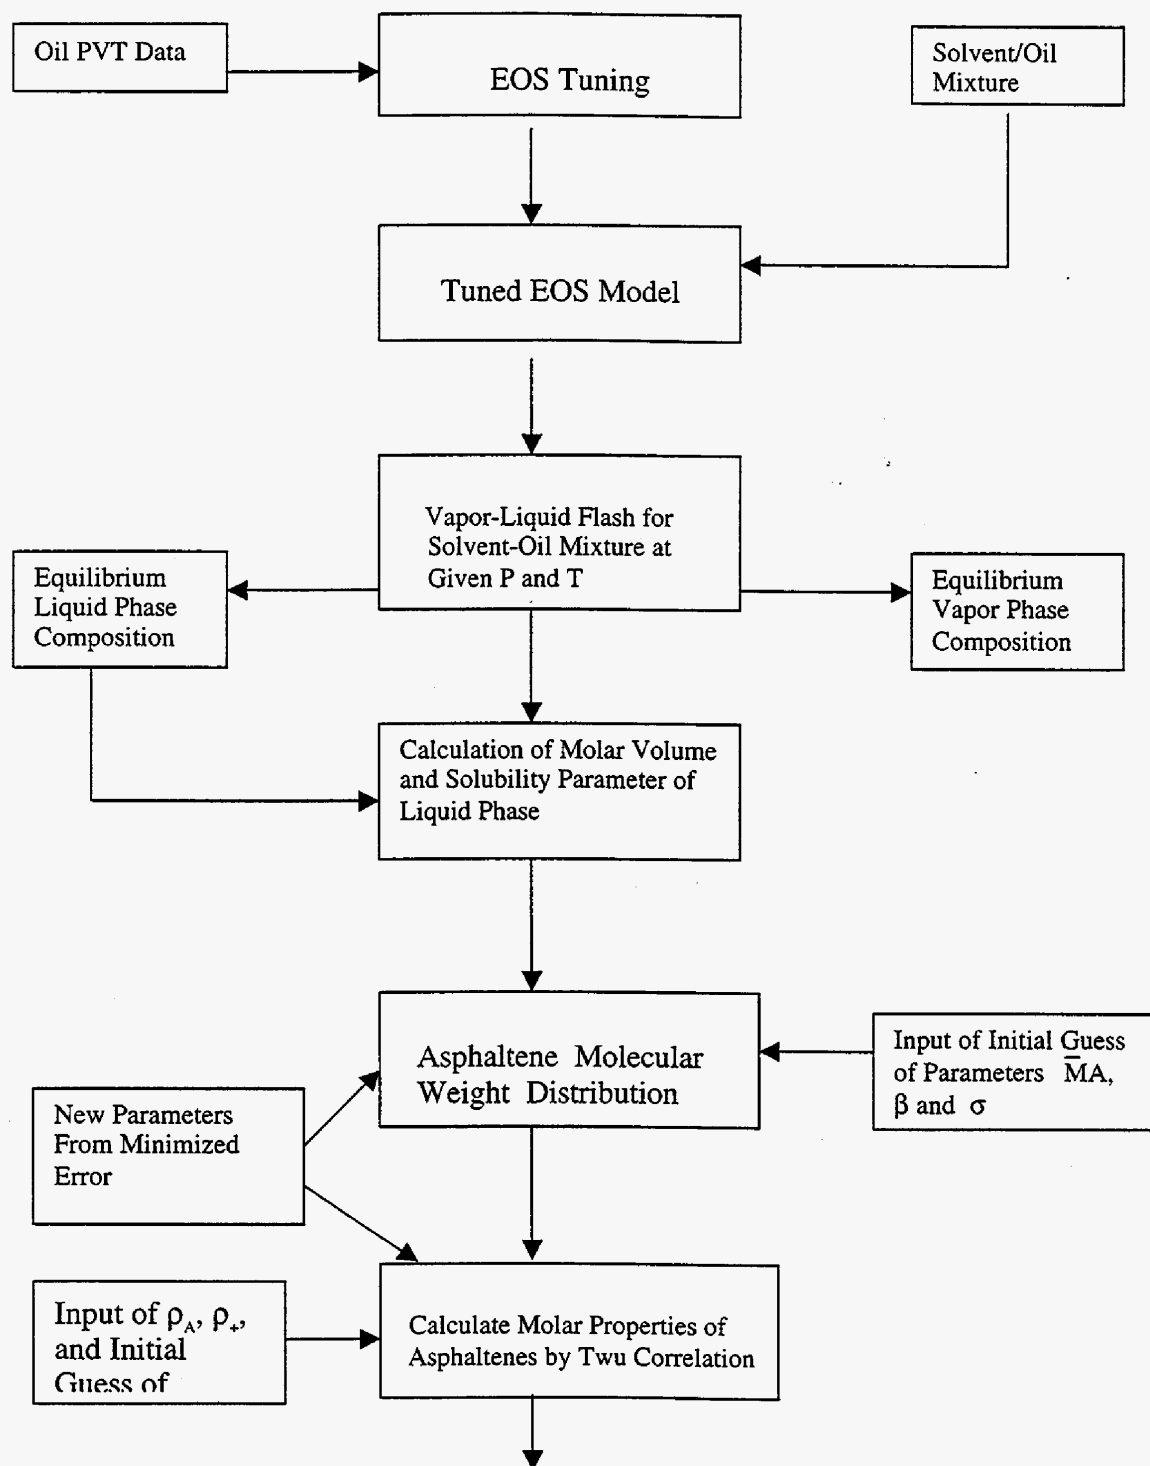 Oil PVT Data
EOS Tuning
Solvent/Oil
Mixture
Tuned EOS Model
Vapor-Liquid Flash for
Solvent-Oil Mixture at
Given P and T
Equilibrium
Liquid Phase
Composition
Equilibrium
Vapor Phase
Composition
Calculation of Molar Volume
and Solubility Parameter of
Liquid Phase
Asphaltene Molecular
Weight Distribution
Input of Initial Guess
of Parameters M̅A,
β and σ
New Parameters
From Minimized
Error
Input of ρA, ρ+,
and Initial
Guess of
Calculate Molar Properties of
Asphaltenes by Twu Correlation